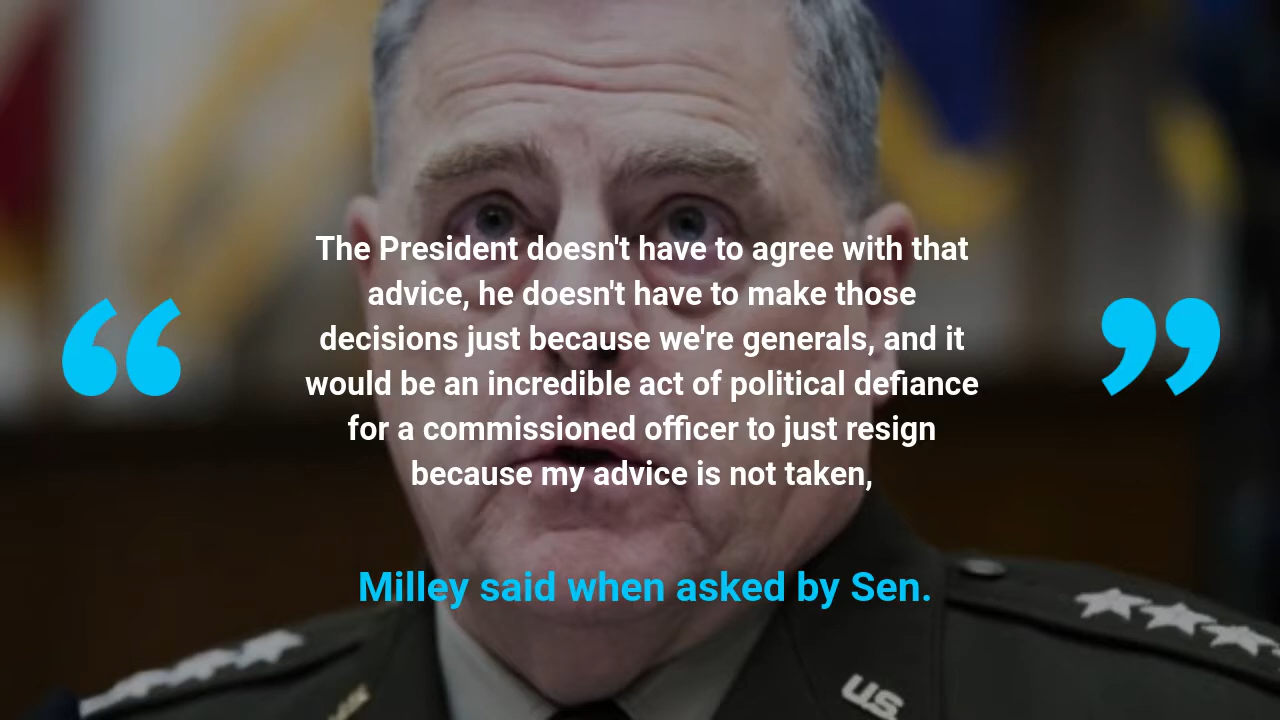 The President doesn't have to agree with that
advice, he doesn't have to make those
decisions just because we're generals, and it
would be an incredible act of political defiance
for a commissioned officer to just resign
because my advice is not taken,
Milley said when asked by Sen.
U.S.